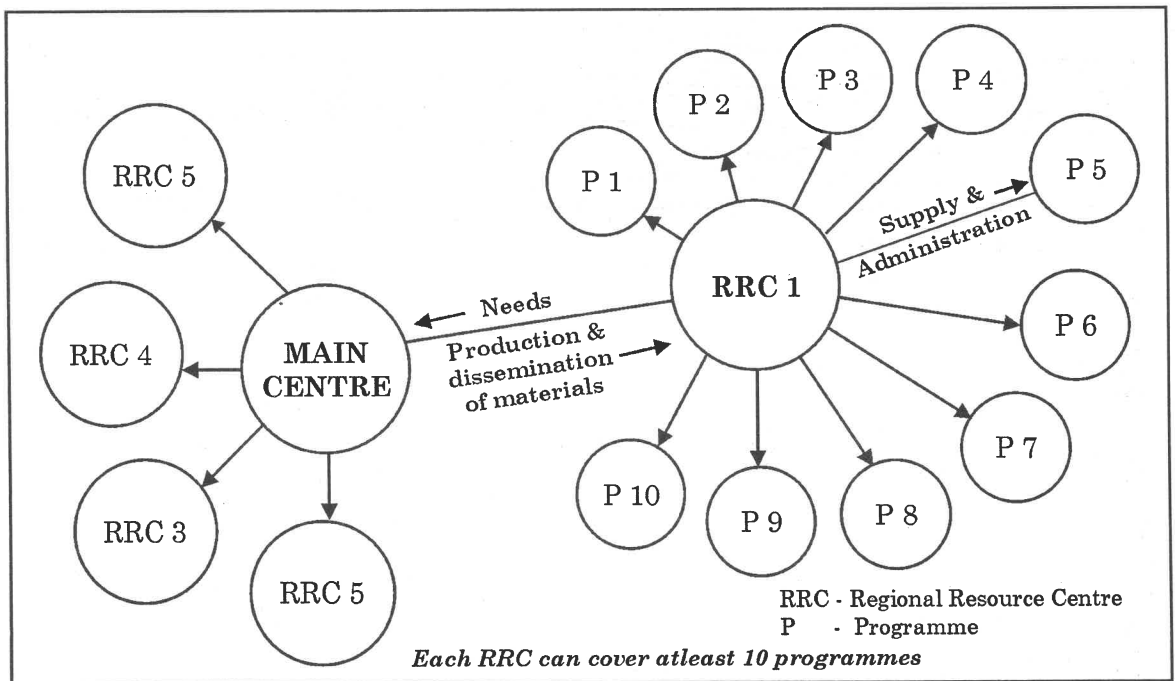 RRC 5
RRC 4
MAIN
CENTRE
RRC 3
RRC 5
Needs
Production &
dissemination
of materials
RRC 1
P 1
P 2
P 3
P 4
P 5
Supply &
Administration
P 6
P 7
P 8
P 9
P 10
RRC - Regional Resource Centre
P - Programme
Each RRC can cover atleast 10 programmes